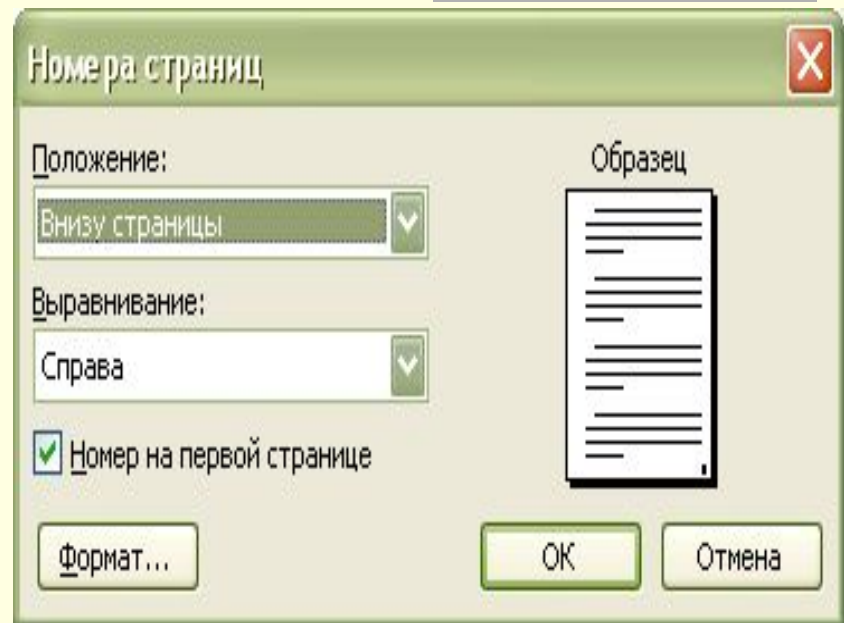 Номера страниц
Положение:
Образец
Внизу страницы
Выравнивание:
Справа
Номер на первой странице
Формат...
ОК
Отмена